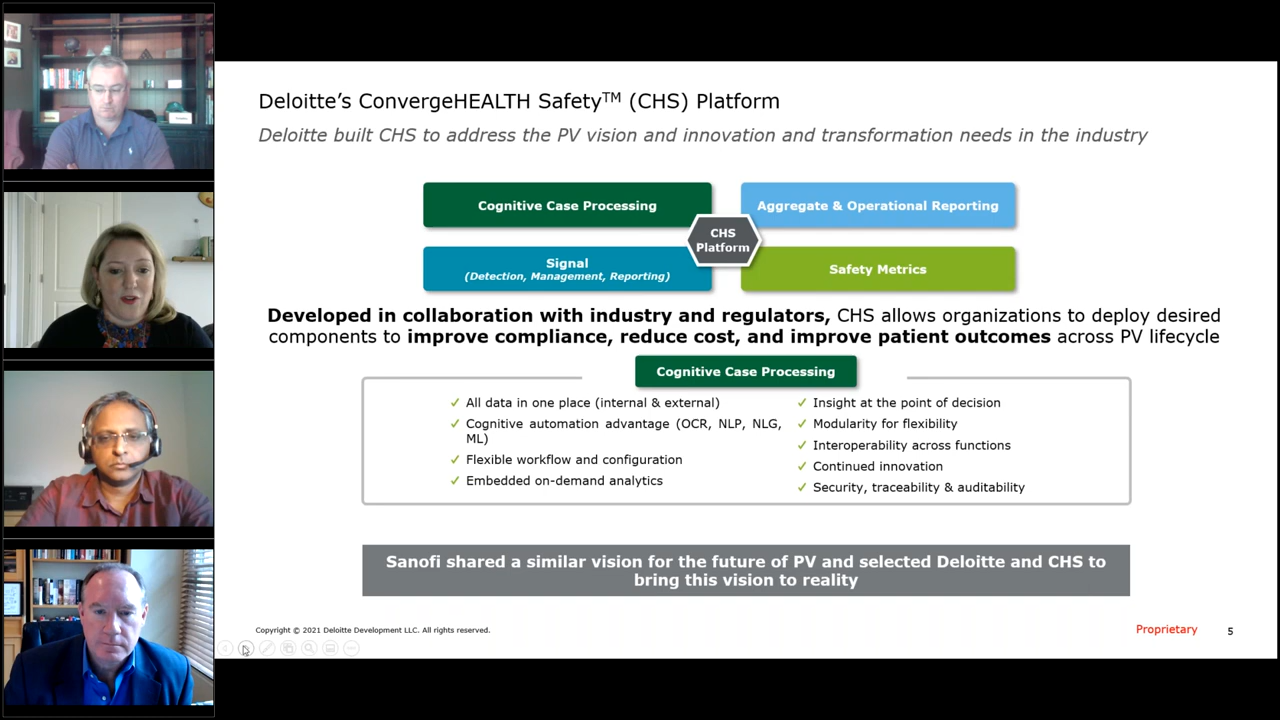 Deloitte's ConvergeHEALTH Safety™ (CHS) Platform
Deloitte built CHS to address the PV vision and innovation and transformation needs in the industry
Cognitive Case Processing
Aggregate & Operational Reporting
CHS
Platform
Signal
(Detection, Management, Reporting)
Safety Metrics
Developed in collaboration with industry and regulators, CHS allows organizations to deploy desired
components to improve compliance, reduce cost, and improve patient outcomes across PV lifecycle
Cognitive Case Processing
✓ All data in one place (internal & external)
✓ Cognitive automation advantage (OCR, NLP, NLG,
ML)
✓ Flexible workflow and configuration
✓ Embedded on-demand analytics
✓ Insight at the point of decision
✓ Modularity for flexibility
✓ Interoperability across functions
✓ Continued innovation
✓ Security, traceability & auditability
Sanofi shared a similar vision for the future of PV and selected Deloitte and CHS to
bring this vision to reality
Copyright © 2021 Deloitte Development LLC. All rights reserved.
Proprietary
5